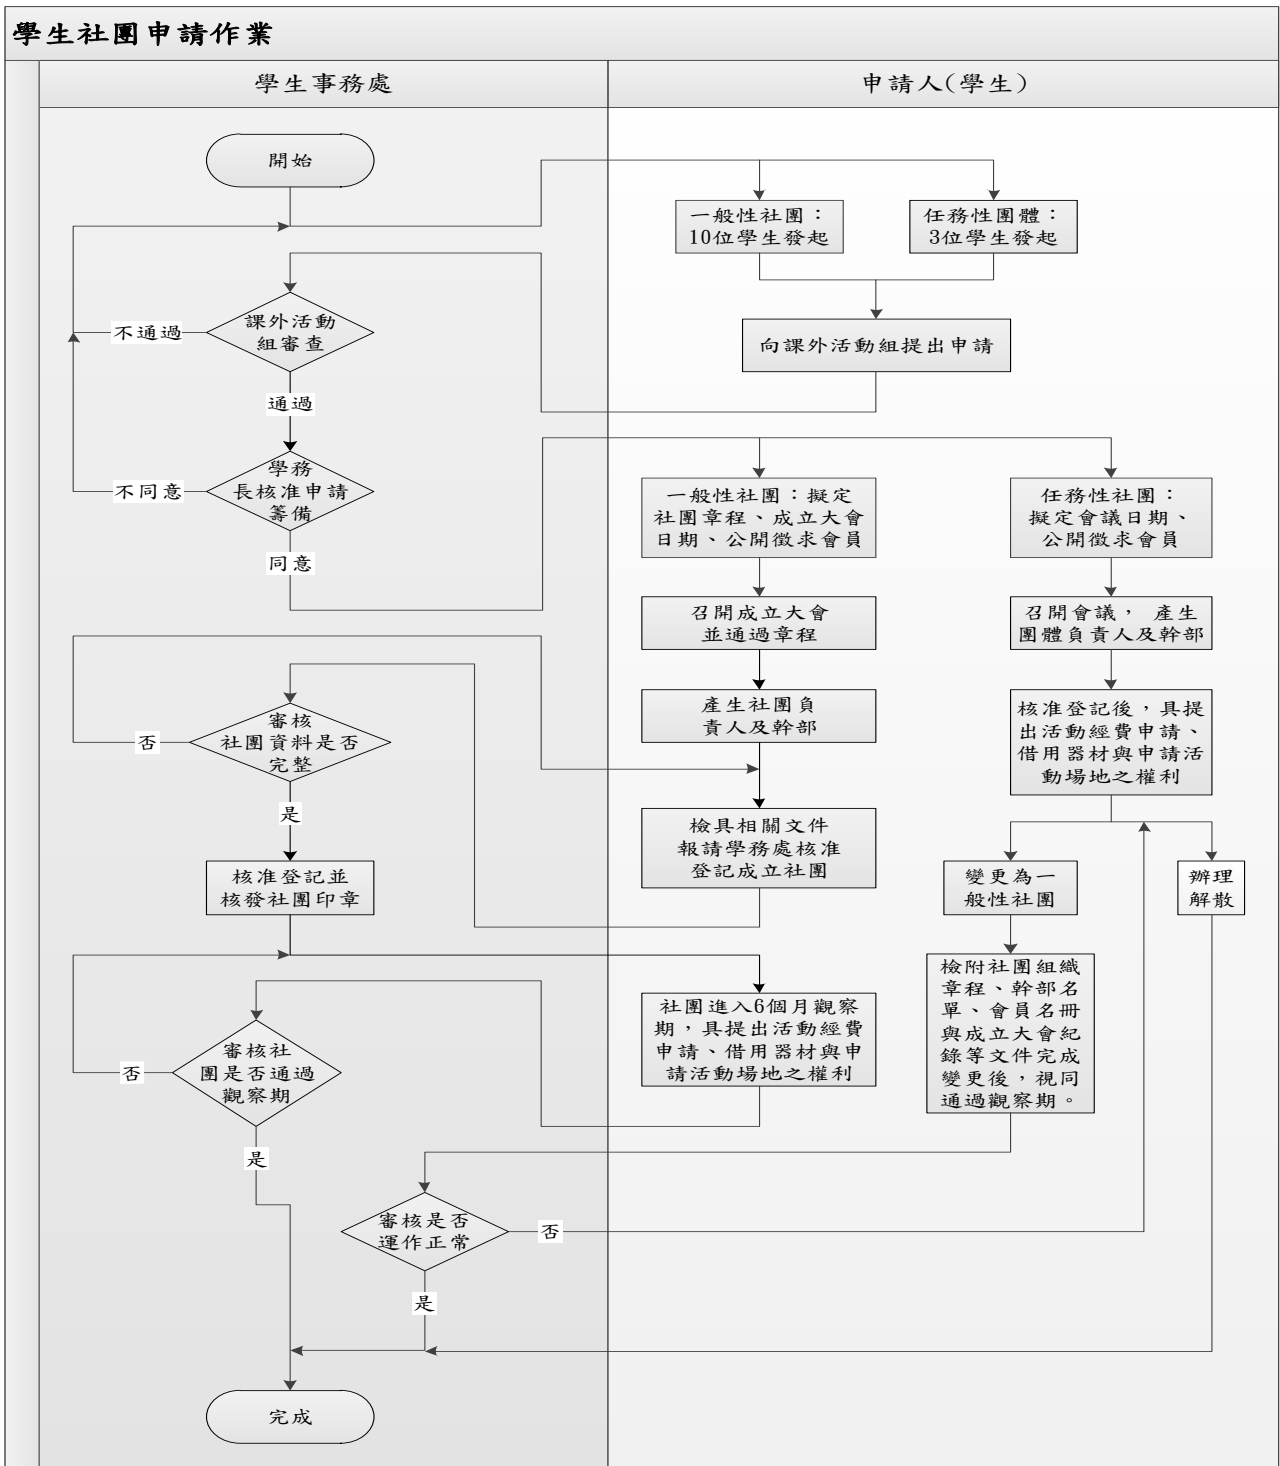 學生社團申請作業
學生事務處
申請人(學生)
開始
一般性社團：
10位學生發起
任務性團體：
3位學生發起
課外活動
組審查
不通過
向課外活動組提出申請
通過
學務
長核准申請
籌備
不同意
同意
一般性社團：擬定
社團章程、成立大會
日期、公開徵求會員
任務性社團：
擬定會議日期、
公開徵求會員
召開成立大會
並通過章程
召開會議， 產生
團體負責人及幹部
產生社團負
責人及幹部
核准登記後，具提
出活動經費申請、
借用器材與申請活
動場地之權利
審核
社團資料是否
完整
否
是
檢具相關文件
報請學務處核准
登記成立社團
核准登記並
核發社團印章
變更為一
般性社團
辦理
解散
社團進入6個月觀察
期，具提出活動經費
申請、借用器材與申
請活動場地之權利
檢附社團組織
章程、幹部名
單、會員名冊
與成立大會紀
錄等文件完成
變更後，視同
通過觀察期。
審核社
團是否通過
觀察期
否
是
審核是否
運作正常
否
是
完成